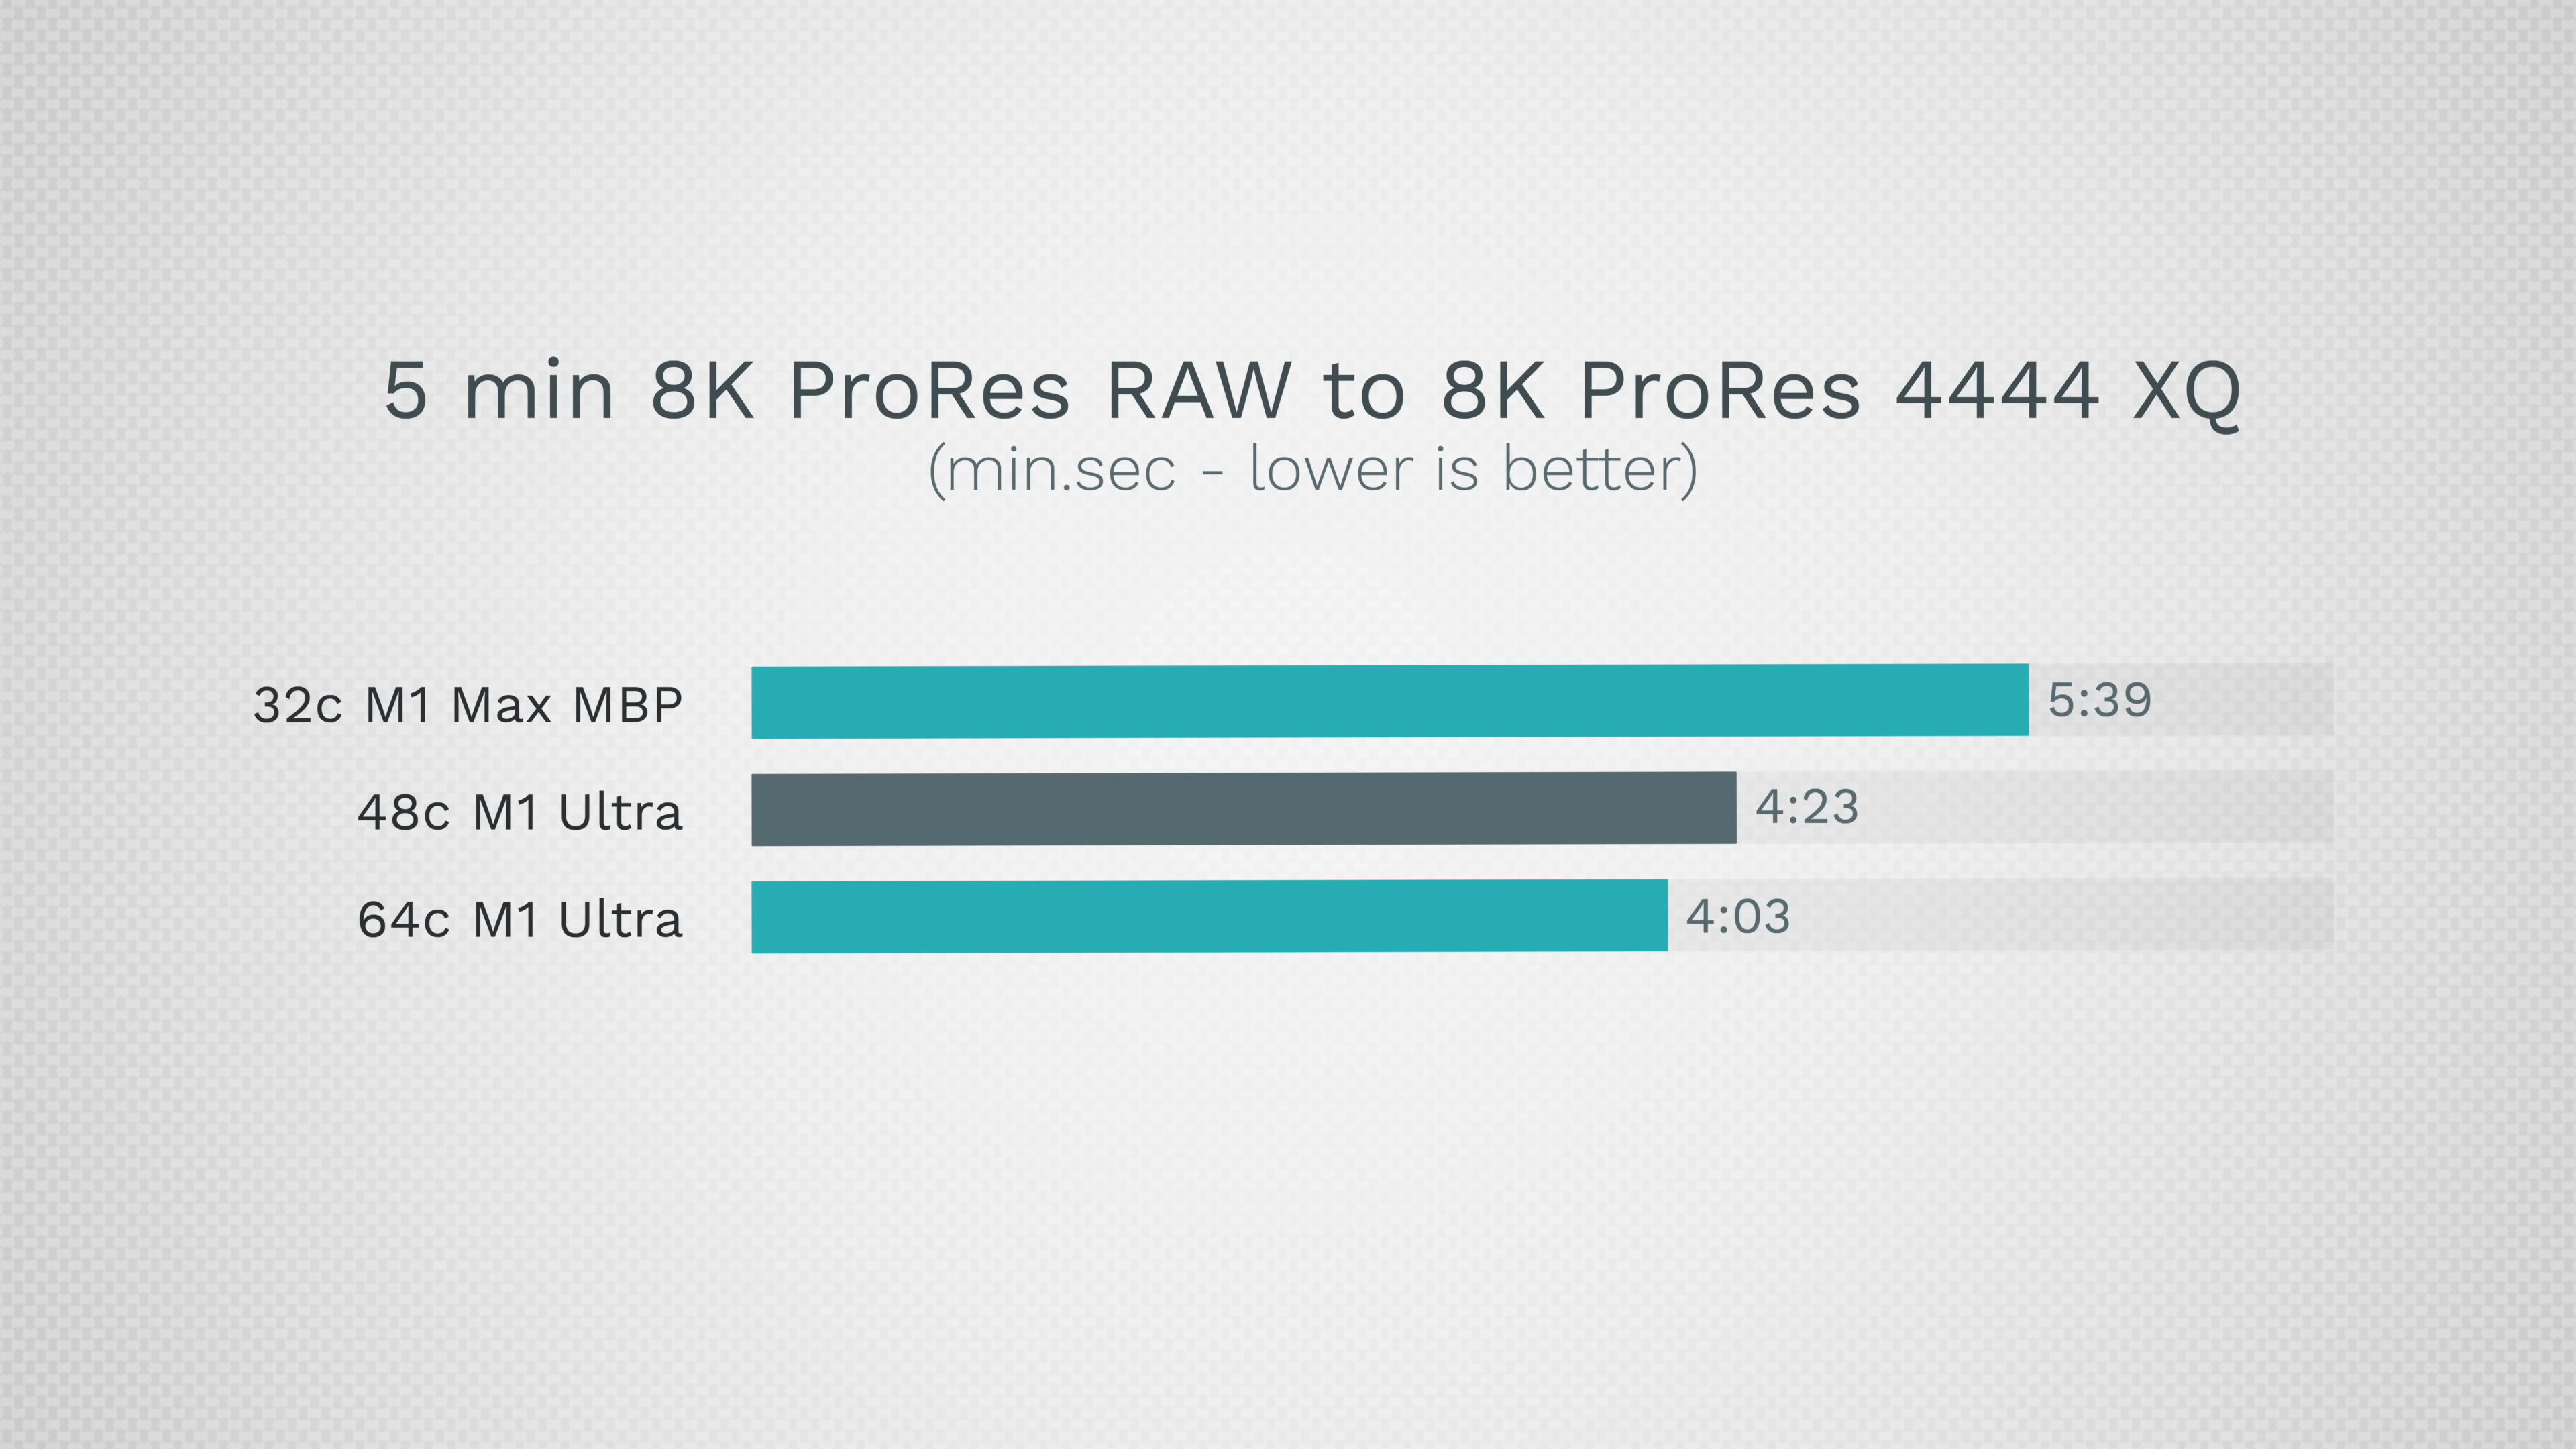 5 min 8K ProRes RAW to 8K ProRes 4444 XQ
(min.sec - lower is better)
32c M1 Max MBP 5:39
48c M1 Ultra 4:23
64c M1 Ultra 4:03